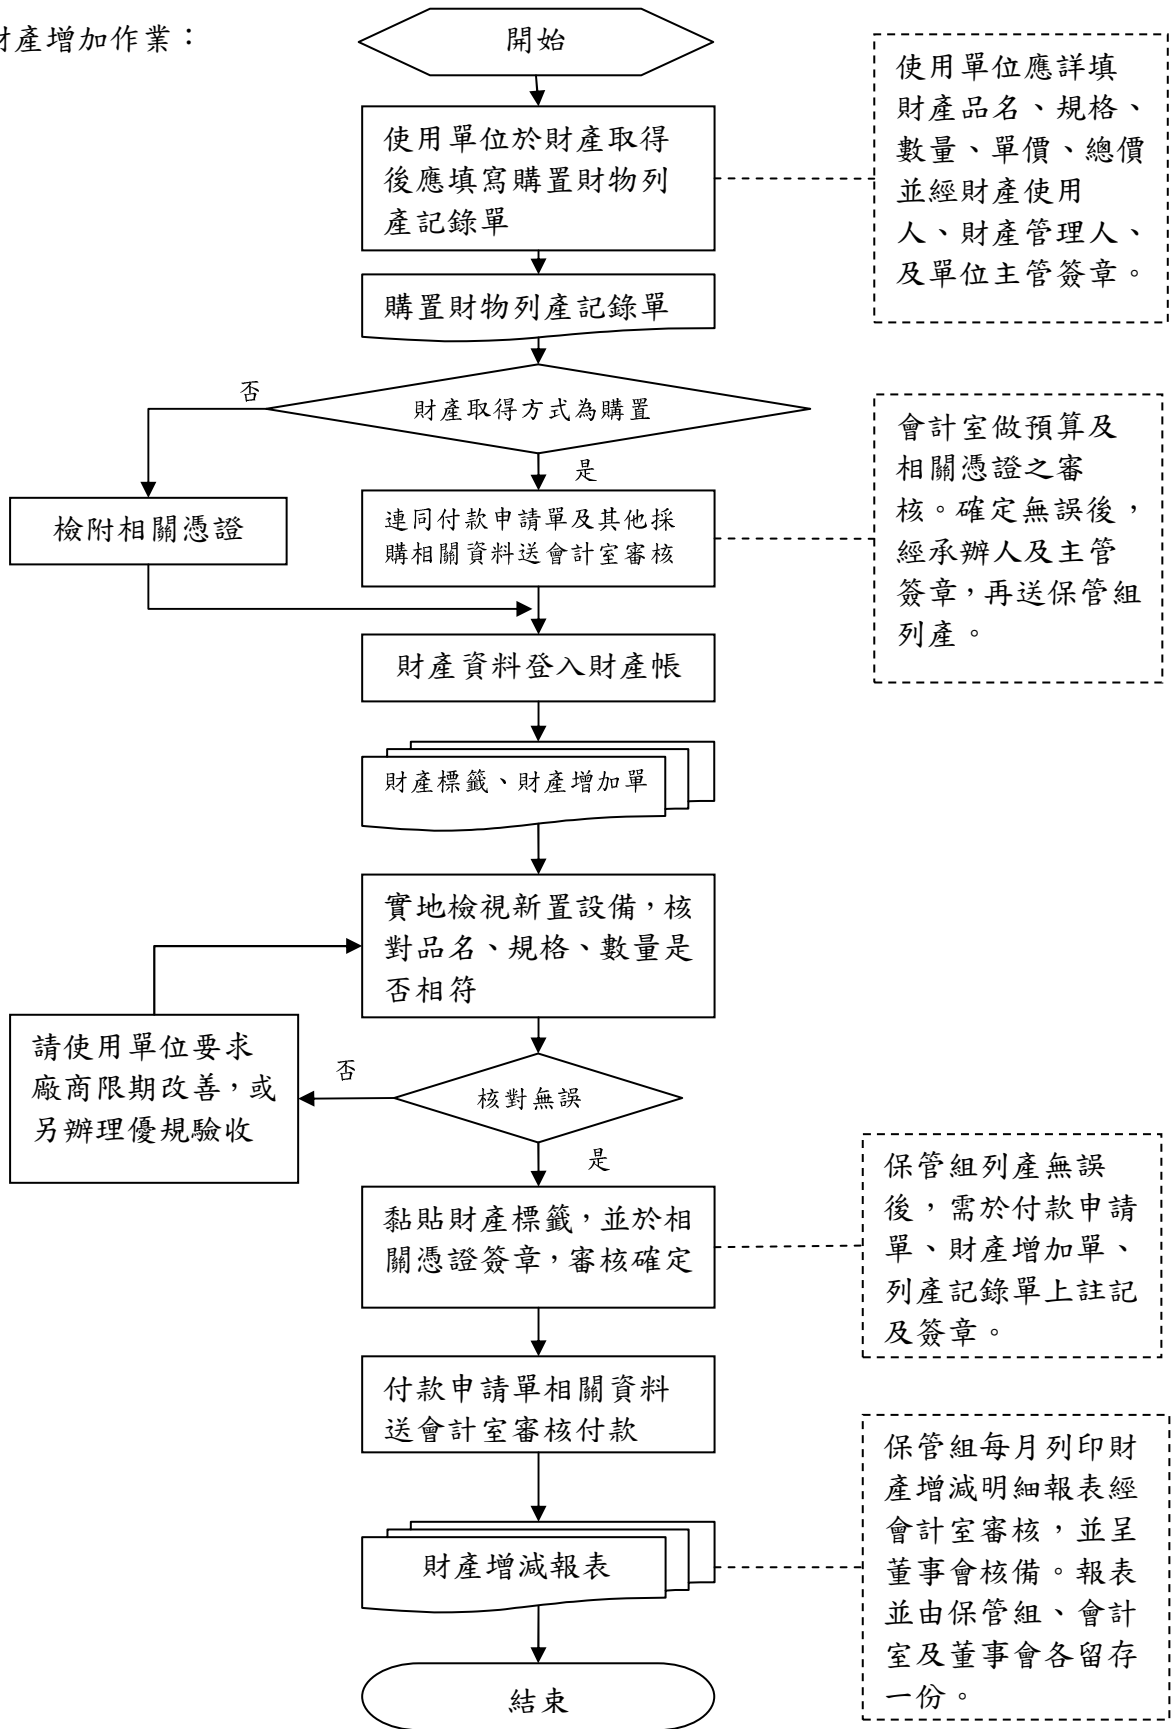 財產增加作業：
開始
使用單位於財產取得
後應填寫購置財物列
產記錄單
使用單位應詳填
財產品名、規格、
數量、單價、總價
並經財產使用
人、財產管理人、
及單位主管簽章。
購置財物列產記錄單
財產取得方式為購置
否
是
檢附相關憑證
連同付款申請單及其他採
購相關資料送會計室審核
會計室做預算及
相關憑證之審
核。確定無誤後，
經承辦人及主管
簽章，再送保管組
列產。
財產資料登入財產帳
財產標籤、財產增加單
實地檢視新置設備，核
對品名、規格、數量是
否相符
請使用單位要求
廠商限期改善，或
另辦理優規驗收
否
核對無誤
是
黏貼財產標籤，並於相
關憑證簽章，審核確定
保管組列產無誤
後，需於付款申請
單、財產增加單、
列產記錄單上註記
及簽章。
付款申請單相關資料
送會計室審核付款
財產增減報表
保管組每月列印財
產增減明細報表經
會計室審核，並呈
董事會核備。報表
並由保管組、會計
室及董事會各留存
一份。
結束